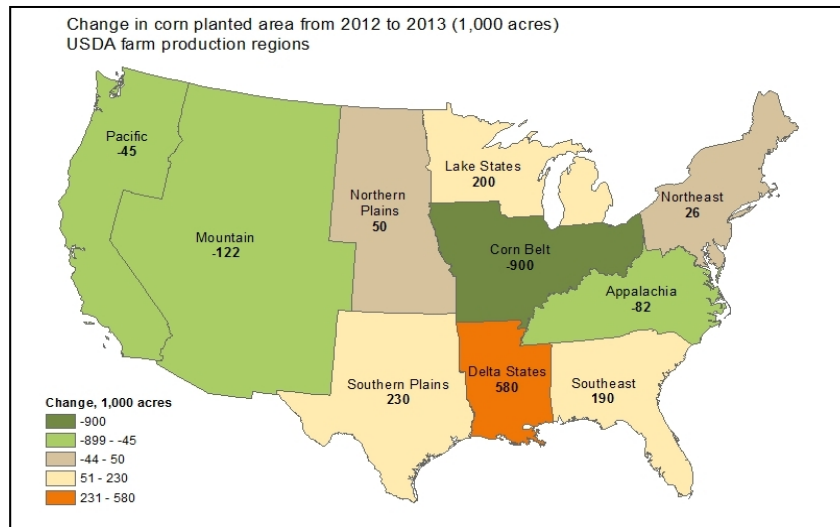 Change in corn planted area from 2012 to 2013 (1,000 acres)
USDA farm production regions
Pacific
-45
Mountain
-122
Northern
Plains
50
Lake States
200
Corn Belt
-900
Northeast
26
Appalachia
-82
Southern Plains
230
Delta States
580
Southeast
190
Change, 1,000 acres
-900
-899 - -45
-44 - 50
51 - 230
231 - 580